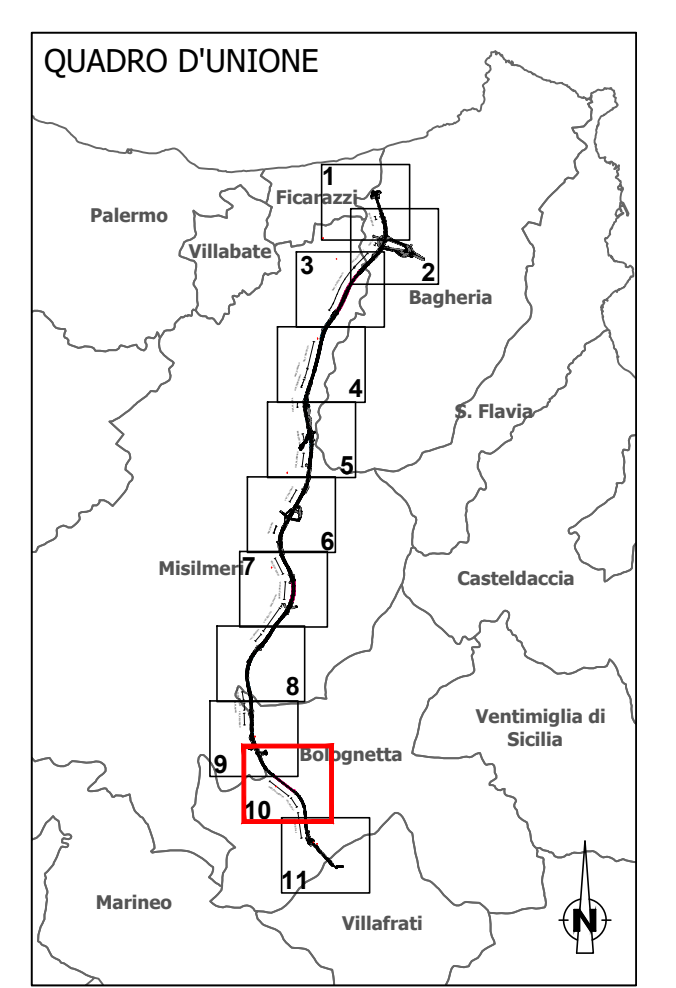 QUADRO D'UNIONE
1
Ficarazzi
Palermo
Villabate
3
2
Bagheria
4
S. Flavia
5
6
Misilmeri
7
Casteldaccia
8
Ventimiglia di
Sicilia
Bolognetta
9
10
11
Marineo
Villafrati
N